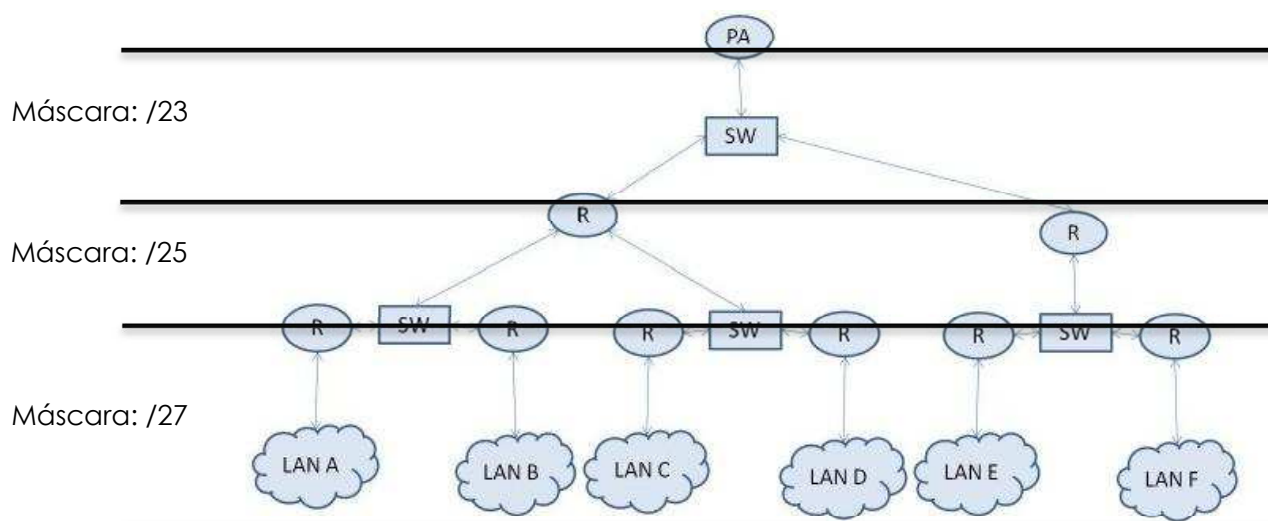 PA
Máscara: /23
SW
R
R
Máscara: /25
R SW R R SW R R SW R
Máscara: /27
LAN A LAN B LAN C LAN D LAN E LAN F